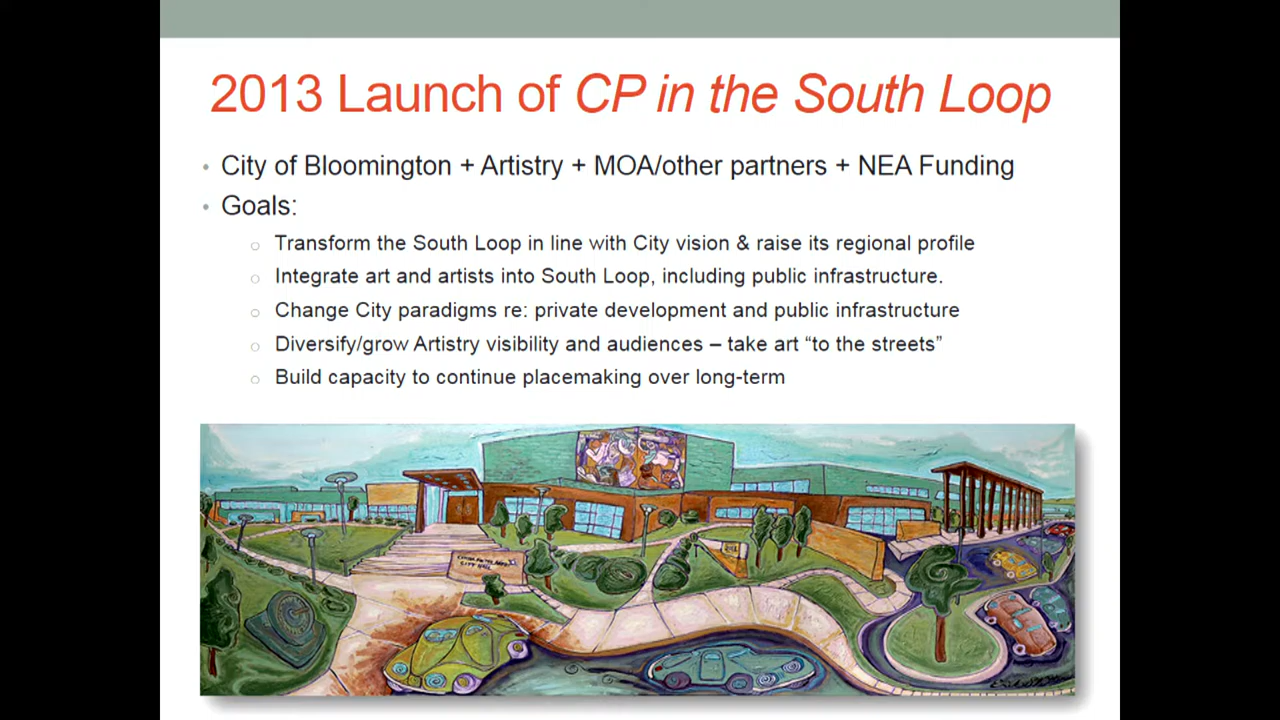 2013 Launch of CP in the South Loop
• City of Bloomington + Artistry + MOA/other partners + NEA Funding
• Goals:
○ Transform the South Loop in line with City vision & raise its regional profile
○ Integrate art and artists into South Loop, including public infrastructure.
○ Change City paradigms re: private development and public infrastructure
○ Diversify/grow Artistry visibility and audiences – take art “to the streets”
○ Build capacity to continue placemaking over long-term
CITY HALL